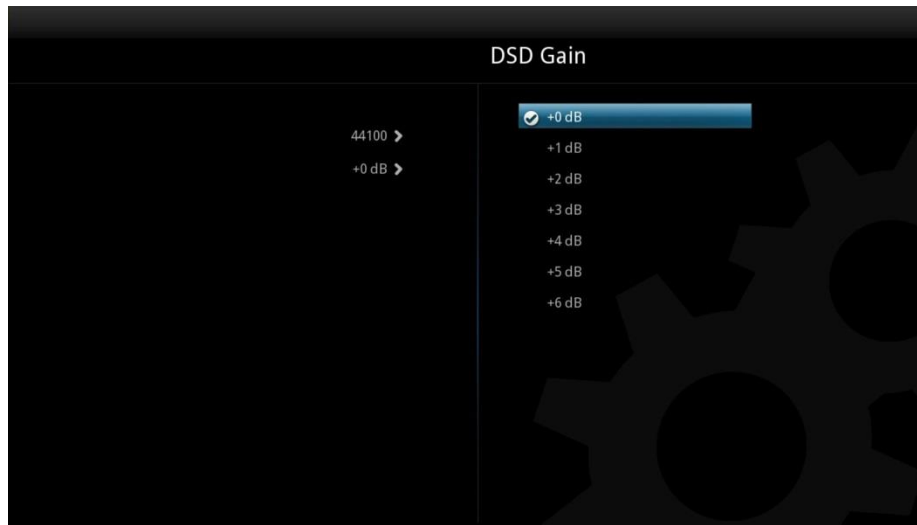 DSD Gain
44100
+0 dB
+0 dB
+1 dB
+2 dB
+3 dB
+4 dB
+5 dB
+6 dB